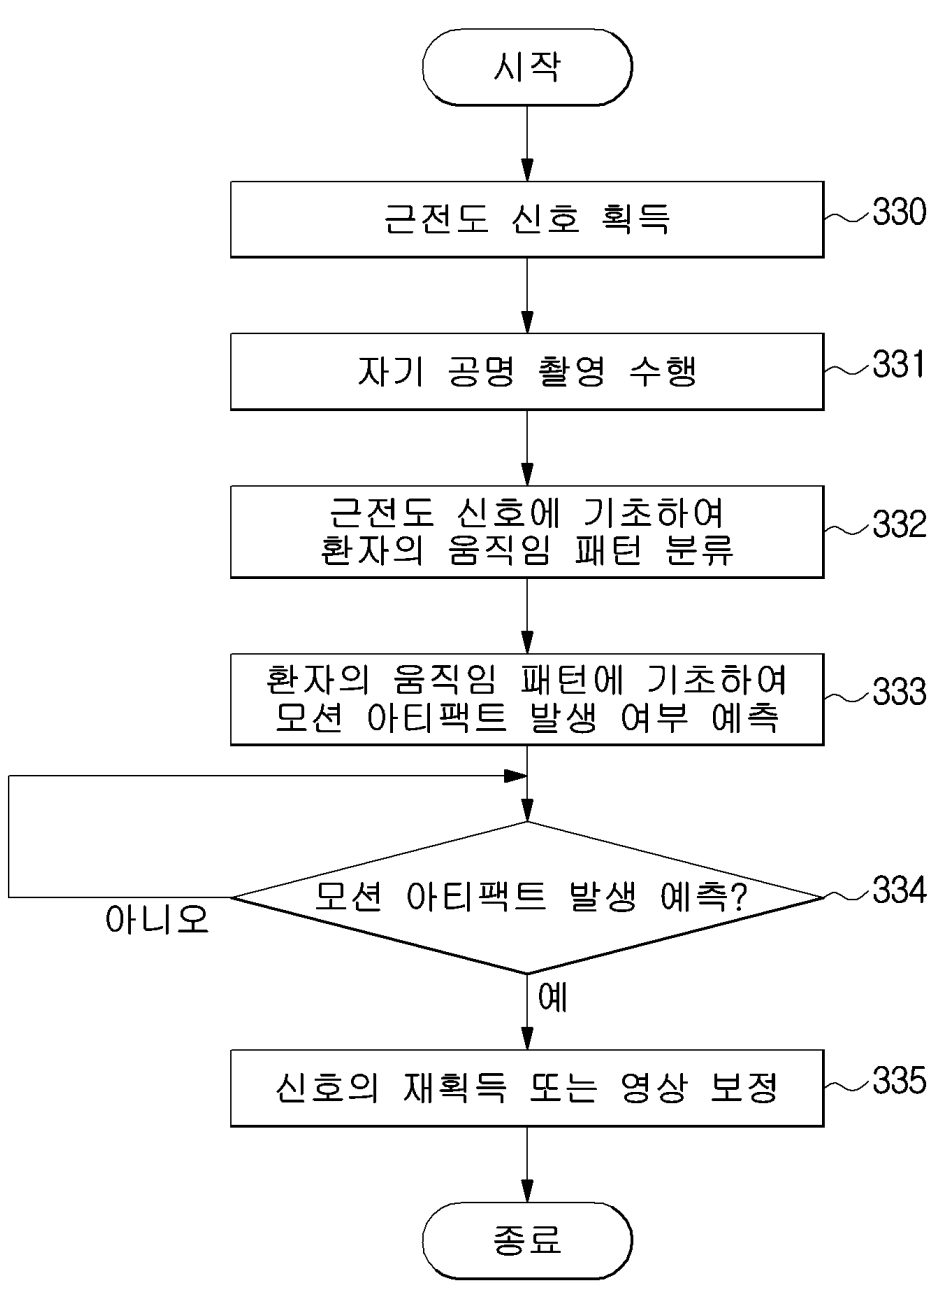 시작
근전도 신호 획득
330
자기 공명 촬영 수행
331
근전도 신호에 기초하여
환자의 움직임 패턴 분류
332
환자의 움직임 패턴에 기초하여
모션 아티팩트 발생 여부 예측
333
모션 아티팩트 발생 예측?
334
아니오
예
신호의 재획득 또는 영상 보정
335
종료